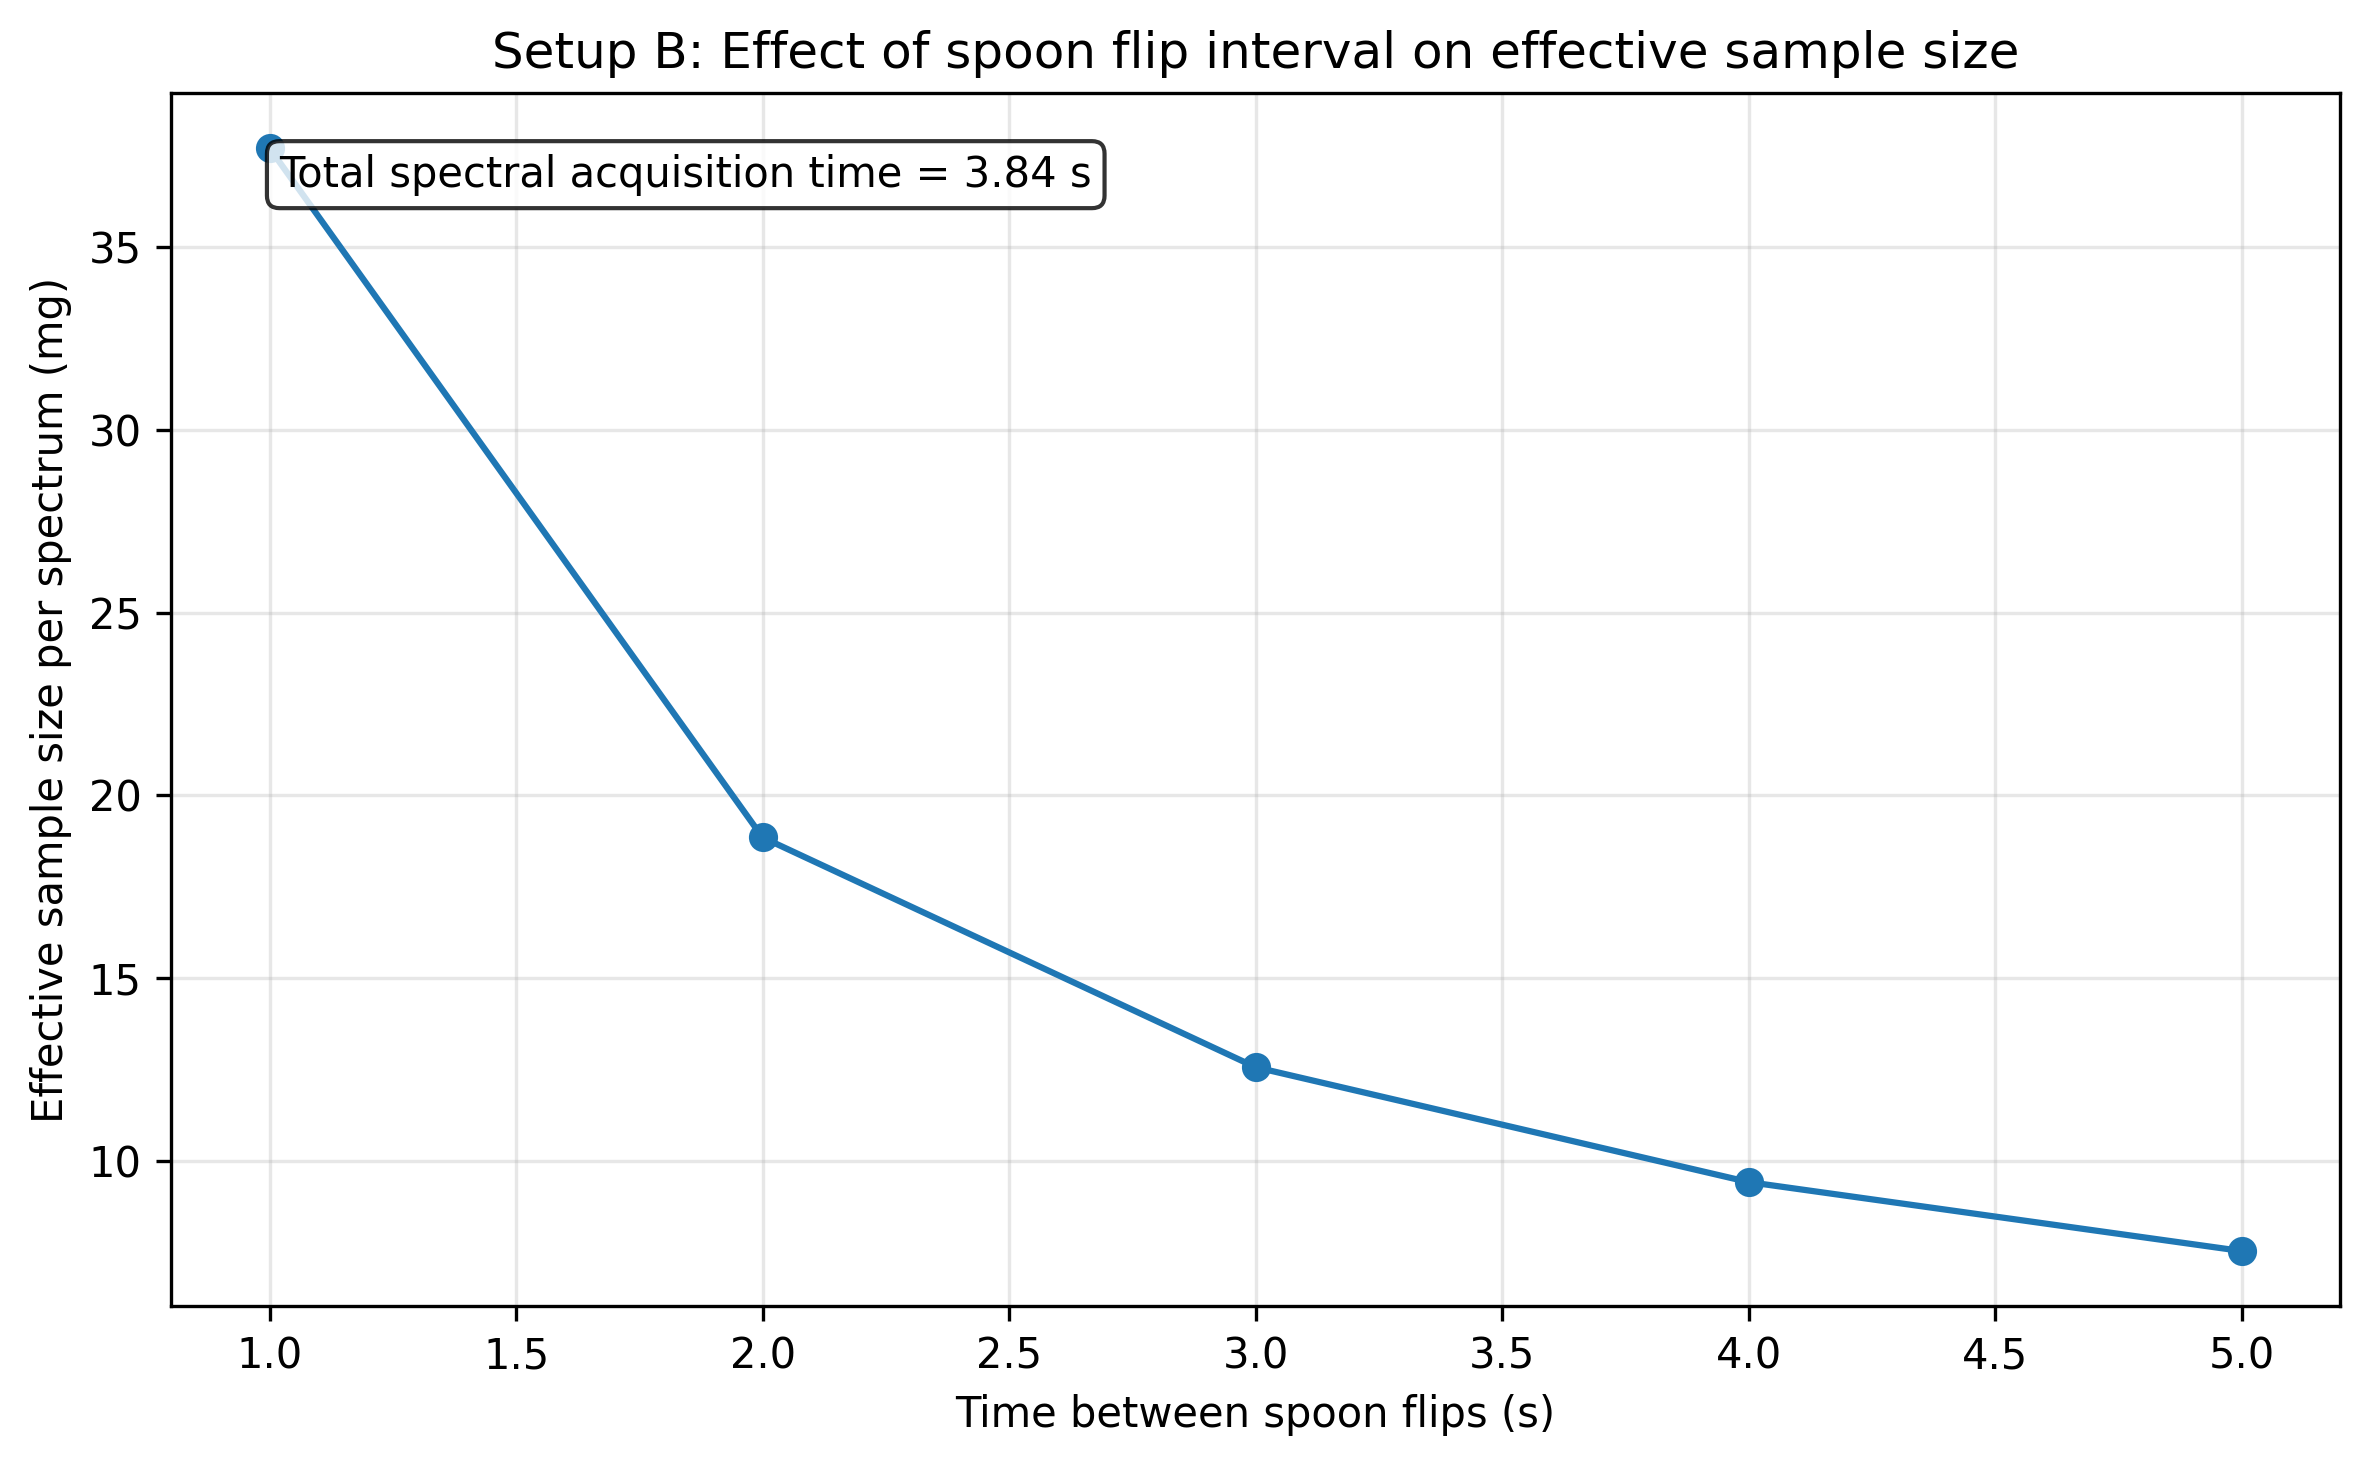 Setup B: Effect of spoon flip interval on effective sample size
Total spectral acquisition time = 3.84 s
Effective sample size per spectrum (mg)
35
30
25
20
15
10
1.0 1.5 2.0 2.5 3.0 3.5 4.0 4.5 5.0
Time between spoon flips (s)